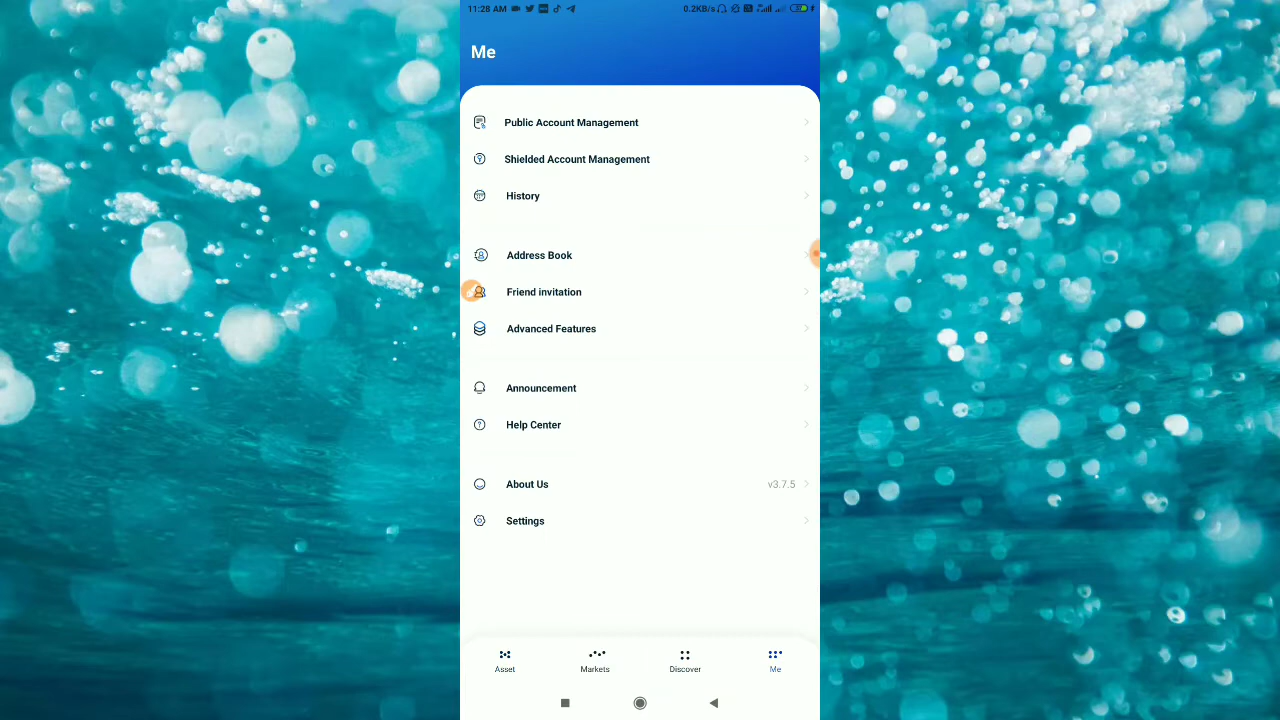 11:28 AM
0.2KB/s
Me
Public Account Management
Shielded Account Management
History
Address Book
Friend invitation
Advanced Features
Announcement
Help Center
About Us v3.7.5
Settings
Asset Markets Discover Me